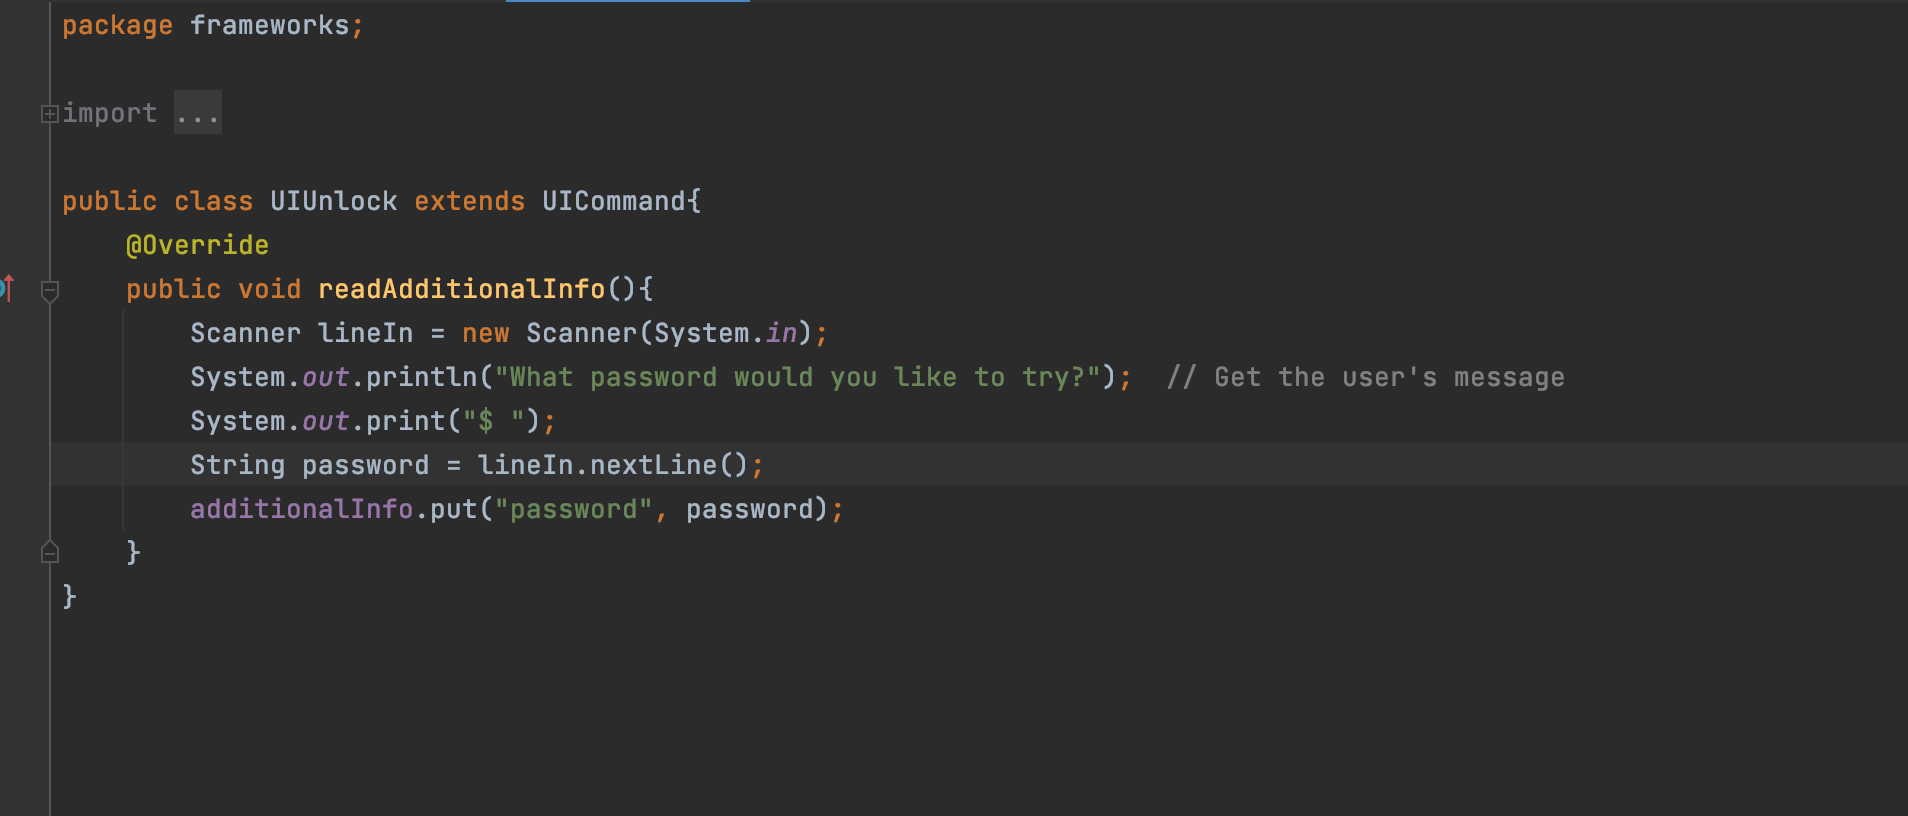 package frameworks;
import ...
public class UIUnlock extends UICommand{
@Override
public void readAdditionalInfo(){
Scanner lineIn = new Scanner(System.in);
System.out.println("What password would you like to try?");  // Get the user's message
System.out.print("$ ");
String password = lineIn.nextLine();
additionalInfo.put("password", password);
}
}